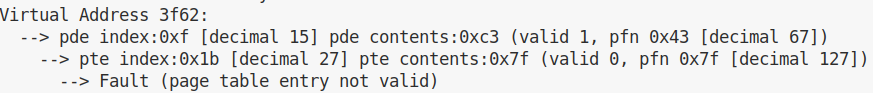 Virtual Address 3f62:
--> pde index:0xf [decimal 15] pde contents:0xc3 (valid 1, pfn 0x43 [decimal 67])
--> pte index:0x1b [decimal 27] pte contents:0x7f (valid 0, pfn 0x7f [decimal 127])
--> Fault (page table entry not valid)